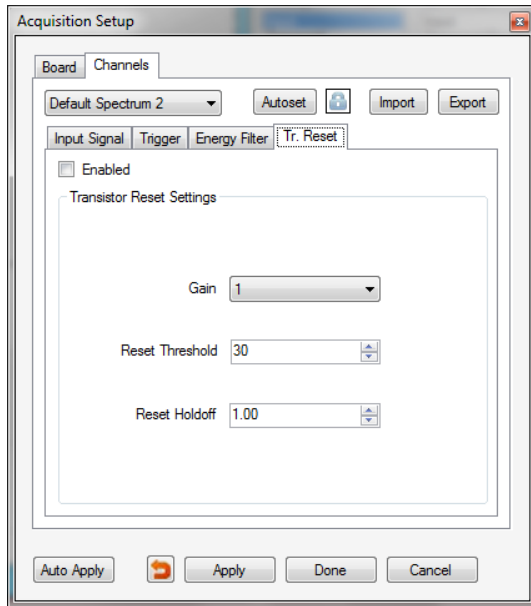 Acquisition Setup
Board Channels
Default Spectrum 2 Autoset Import Export
Input Signal Trigger Energy Filter Tr. Reset
Enabled
Transistor Reset Settings
Gain 1
Reset Threshold 30
Reset Holdoff 1.00
Auto Apply Apply Done Cancel